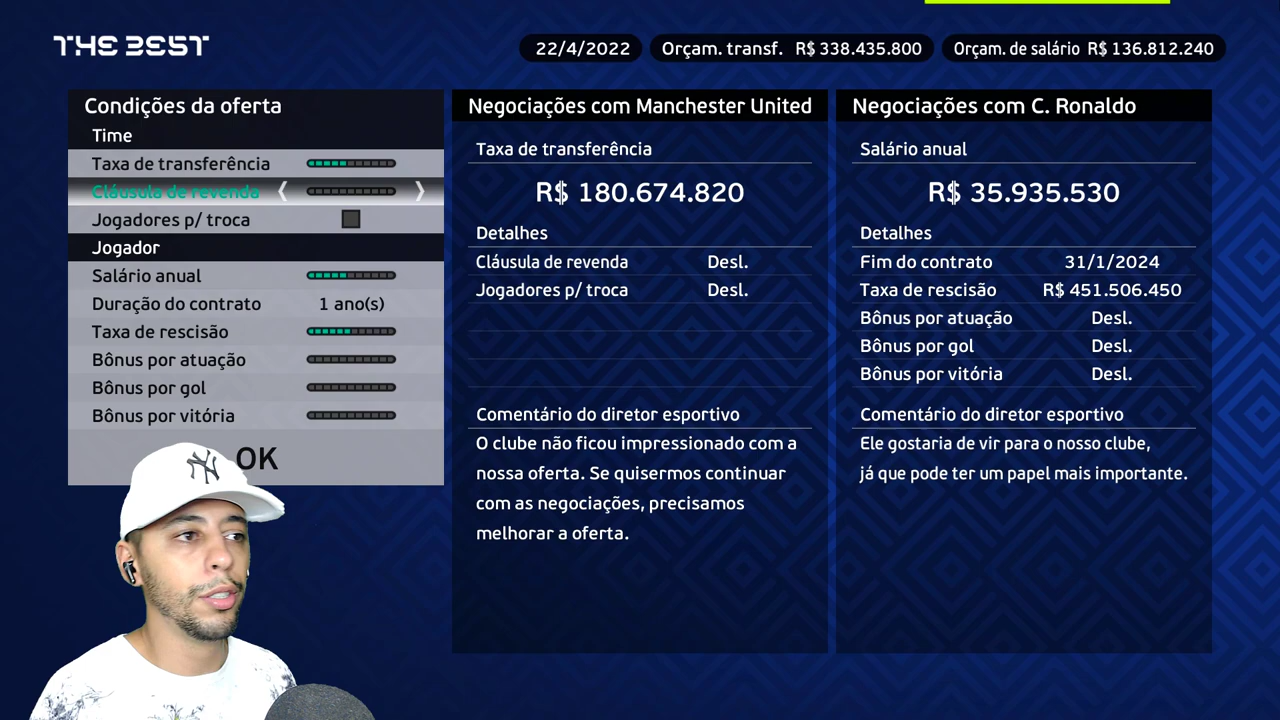 THE BEST
22/4/2022
Orçam. transf. R$ 338.435.800
Orçam. de salário R$ 136.812.240
Condições da oferta
Time
Taxa de transferência
Cláusula de revenda
Jogadores p/ troca
Jogador
Salário anual
Duração do contrato 1 ano(s)
Taxa de rescisão
Bônus por atuação
Bônus por gol
Bônus por vitória
OK
NY
Negociações com Manchester United
Taxa de transferência
R$ 180.674.820
Detalhes
Cláusula de revenda Desl.
Jogadores p/ troca Desl.
Comentário do diretor esportivo
O clube não ficou impressionado com a
nossa oferta. Se quisermos continuar
com as negociações, precisamos
melhorar a oferta.
Negociações com C. Ronaldo
Salário anual
R$ 35.935.530
Detalhes
Fim do contrato 31/1/2024
Taxa de rescisão R$ 451.506.450
Bônus por atuação Desl.
Bônus por gol Desl.
Bônus por vitória Desl.
Comentário do diretor esportivo
Ele gostaria de vir para o nosso clube,
já que pode ter um papel mais importante.